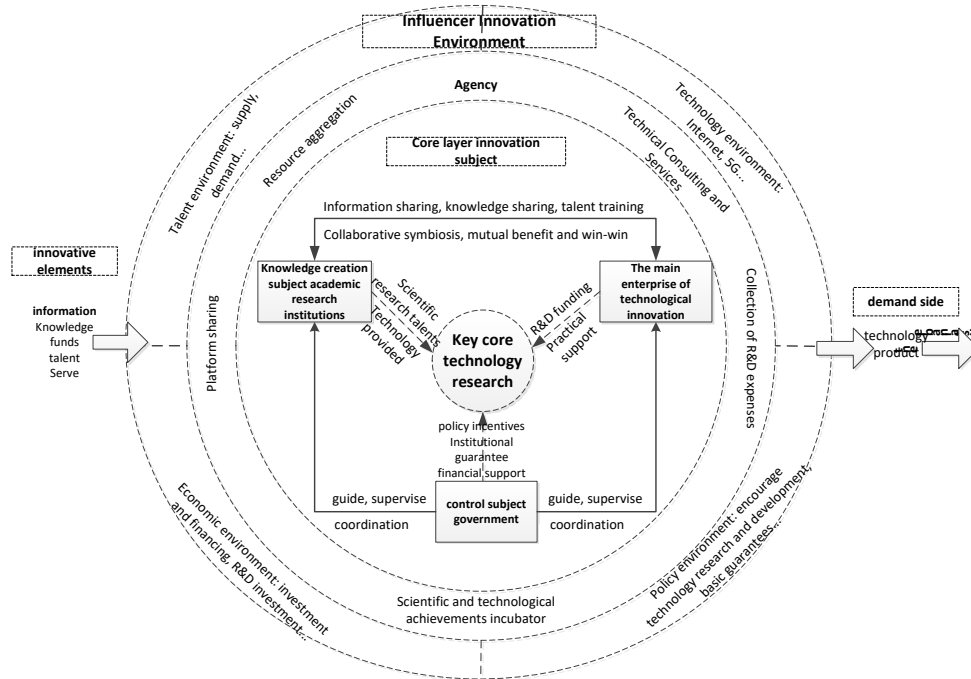 Influencer Innovation
Environment
Agency
Core layer innovation
subject
Talent environment: supply,
demand...
Resource aggregation
Technology environment:
Internet, 5G...
Technical Consulting and
Services
Information sharing, knowledge sharing, talent training
Collaborative symbiosis, mutual benefit and win-win
innovative
elements
information
Knowledge
funds
talent
Serve
Platform sharing
Knowledge creation
subject academic
research
institutions
Scientific
research talents
Technology
provided
The main
enterprise of
technological
innovation
R&D funding
Practical
support
Key core
technology
research
Collection of R&D expenses
demand side
technology
product
policy incentives
Institutional
guarantee
financial support
guide, supervise
coordination
control subject
government
guide, supervise
coordination
Economic environment: investment
and financing, R&D investment...
Scientific and technological
achievements incubator
Policy environment: encourage
technology research and development,
basic guarantees...